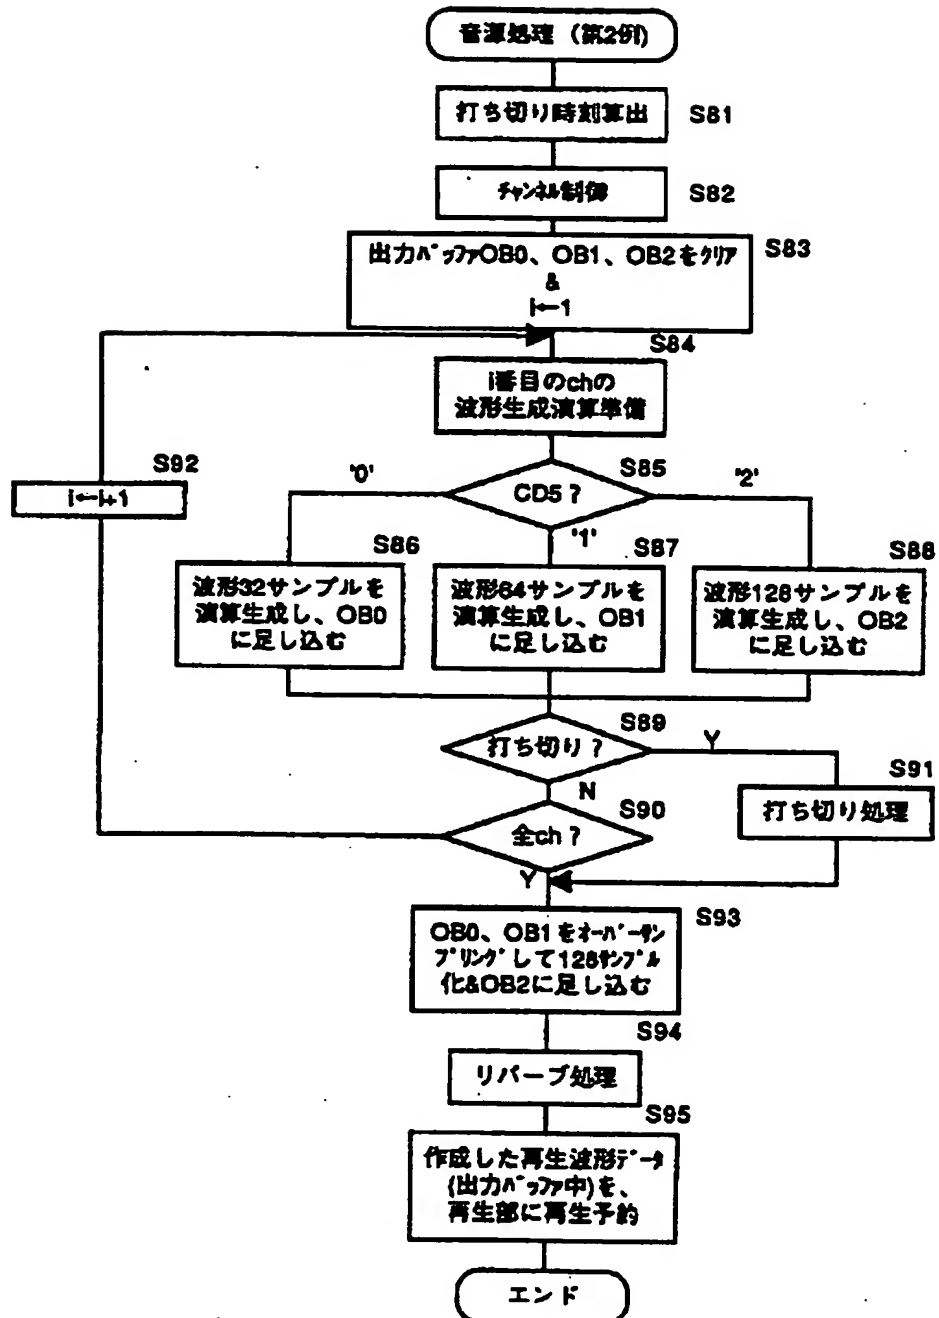 音源処理 (第2例)
打ち切り時刻算出
S81
チャンネル制御
S82
出力バッファOB0、OB1、OB2をクリア
&
i←1
S83
S84
i番目のchの
波形生成演算準備
S92
i←i+1
S85
CD5 ?
'0'
'1'
'2'
S86
波形32サンプルを
演算生成し、OB0
に足し込む
S87
波形64サンプルを
演算生成し、OB1
に足し込む
S88
波形128サンプルを
演算生成し、OB2
に足し込む
S89
打ち切り ?
Y
N
S91
打ち切り処理
S90
全ch ?
Y
S93
OB0、OB1をオーバーサン
プリングして128サンプル
化&OB2に足し込む
S94
リバーブ処理
S95
作成した再生波形データ
(出力バッファ中)を、
再生部に再生予約
エンド